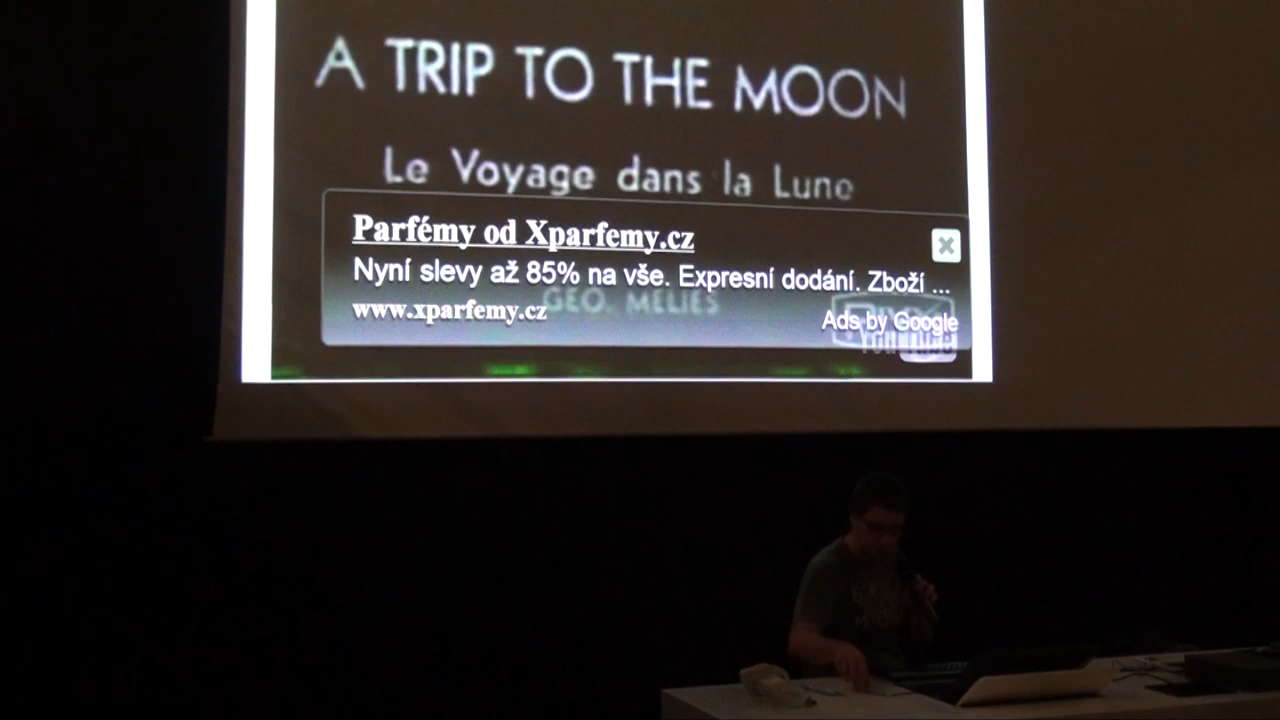 A TRIP TO THE MOON
Le Voyage dans la Lune
Parfémy od Xparfemy.cz
Nyní slevy až 85% na vše. Expresní dodání. Zboží ...
GEO. MELIES
www.xparfemy.cz
Ads by Google